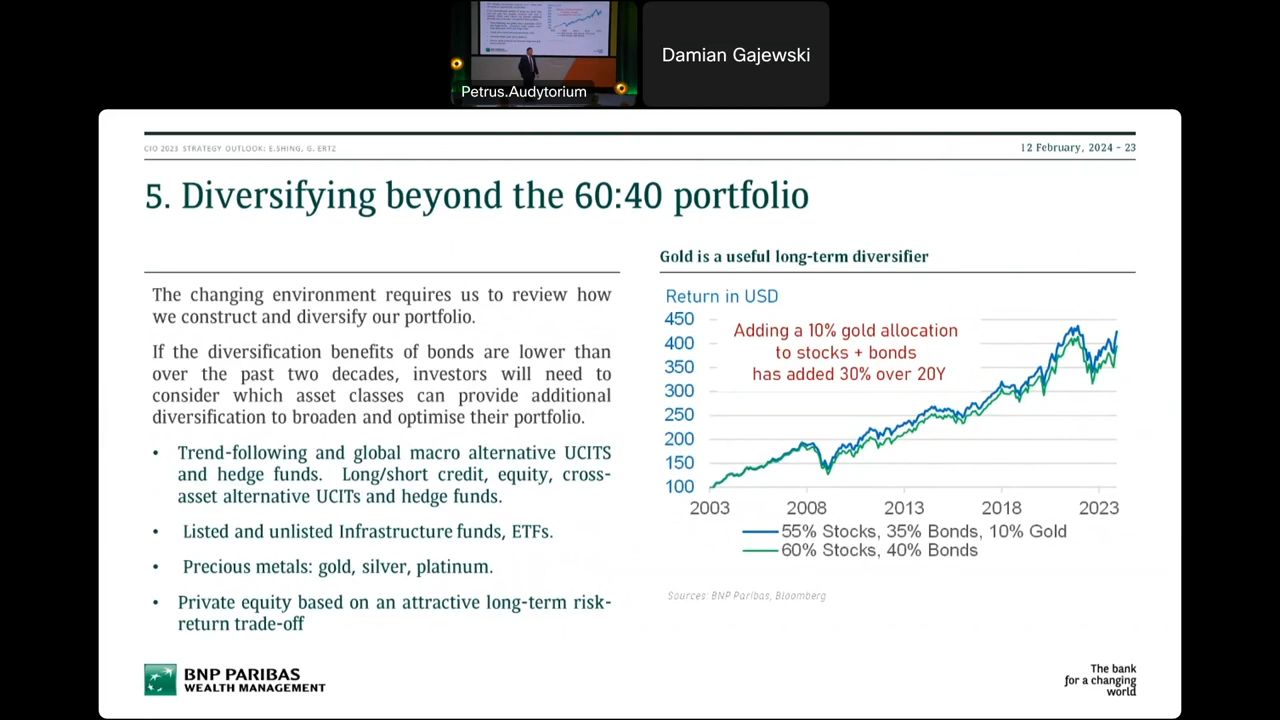 Petrus.Audytorium
Damian Gajewski
CIO 2023 STRATEGY OUTLOOK: E.SHING, G. ERTZ
12 February, 2024 – 23
5. Diversifying beyond the 60:40 portfolio
The changing environment requires us to review how
we construct and diversify our portfolio.
If the diversification benefits of bonds are lower than
over the past two decades, investors will need to
consider which asset classes can provide additional
diversification to broaden and optimise their portfolio.
• Trend-following and global macro alternative UCITS
and hedge funds. Long/short credit, equity, cross-
asset alternative UCITs and hedge funds.
• Listed and unlisted Infrastructure funds, ETFs.
• Precious metals: gold, silver, platinum.
• Private equity based on an attractive long-term risk-
return trade-off
Gold is a useful long-term diversifier
Return in USD
450
400
350
300
250
200
150
100
Adding a 10% gold allocation
to stocks + bonds
has added 30% over 20Y
2003 2008 2013 2018 2023
55% Stocks, 35% Bonds, 10% Gold
60% Stocks, 40% Bonds
Sources: BNP Paribas, Bloomberg
BNP PARIBAS
WEALTH MANAGEMENT
The bank
for a changing
world